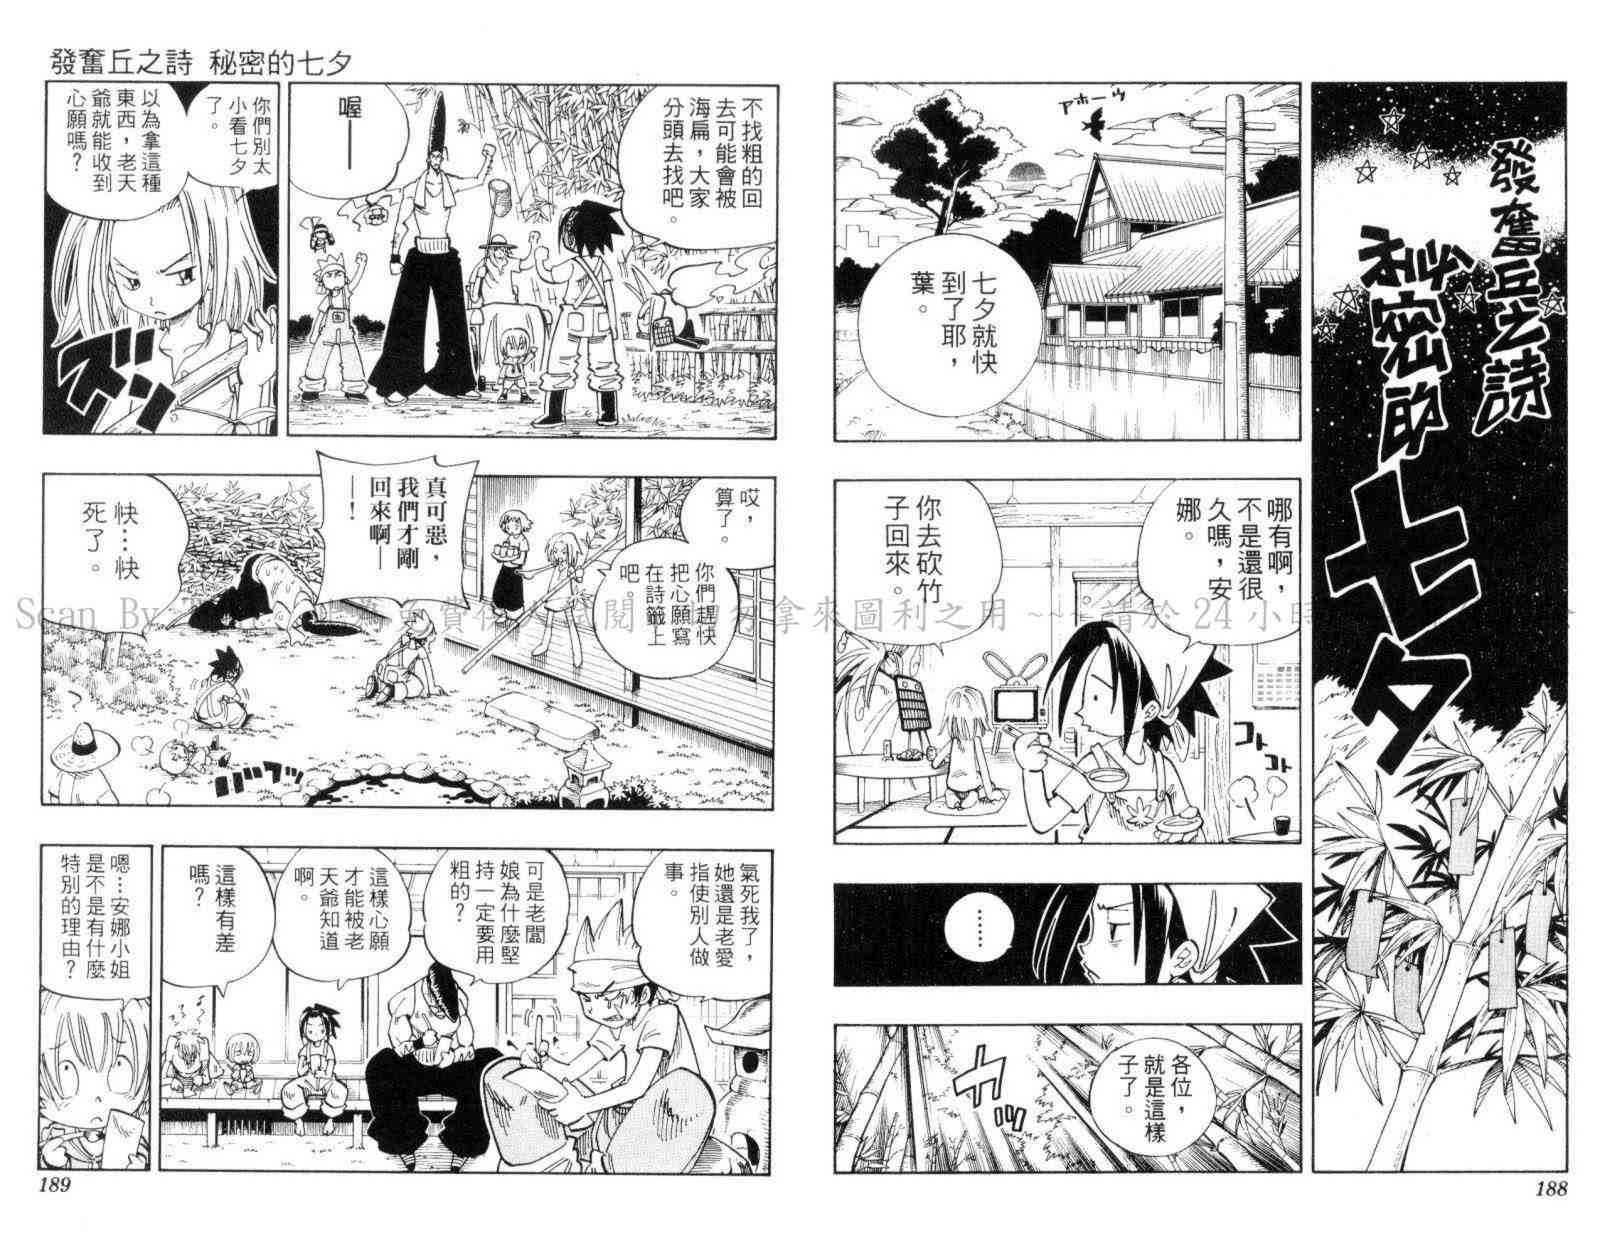 發奮丘之詩 秘密的七夕
發奮丘之詩
秘密的
七夕
アホーウ
七夕就快
到了耶,
葉。
哪有啊,
不是還很
久嗎,安
娜。
你去砍竹
子回來。
コトコト
……
各位,
就是這樣
子了。
188
不找粗的回
去可能會被
海扁,大家
分頭去找吧。
喔——
你們別太
小看七夕
了。
以為拿這種
東西,老天
爺就能收到
心願嗎?
哎,
算了。
你們趕快
把心願寫
在詩籤上
吧。
真可惡,
我們才剛
回來啊—
—!
快…快
死了。
氣死我了,
她還是老愛
指使別人做
事。
可是老闆
娘為什麼堅
持一定要用
粗的?
這樣心願
才能被老
天爺知道
啊。
這樣有差
嗎?
嗯…安娜小姐
是不是有什麼
特別的理由?
189
Scan By